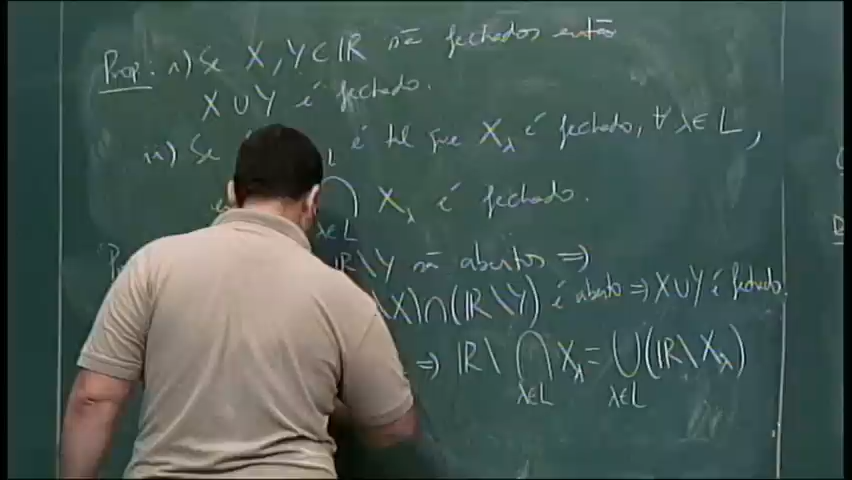 Prop: i) Se X, Y ⊂ ℝ são fechados então
X ∪ Y é fechado.
ii) Se é tal que X_λ é fechado, ∀ λ ∈ L,
⋂_{λ∈L} X_λ é fechado.
ℝ\Y são abertos ⇒
\X) ∩ (ℝ\Y) é aberto ⇒ X ∪ Y é fechado.
⇒ ℝ\ ⋂_{λ∈L} X_λ = ⋃_{λ∈L} (ℝ\X_λ)